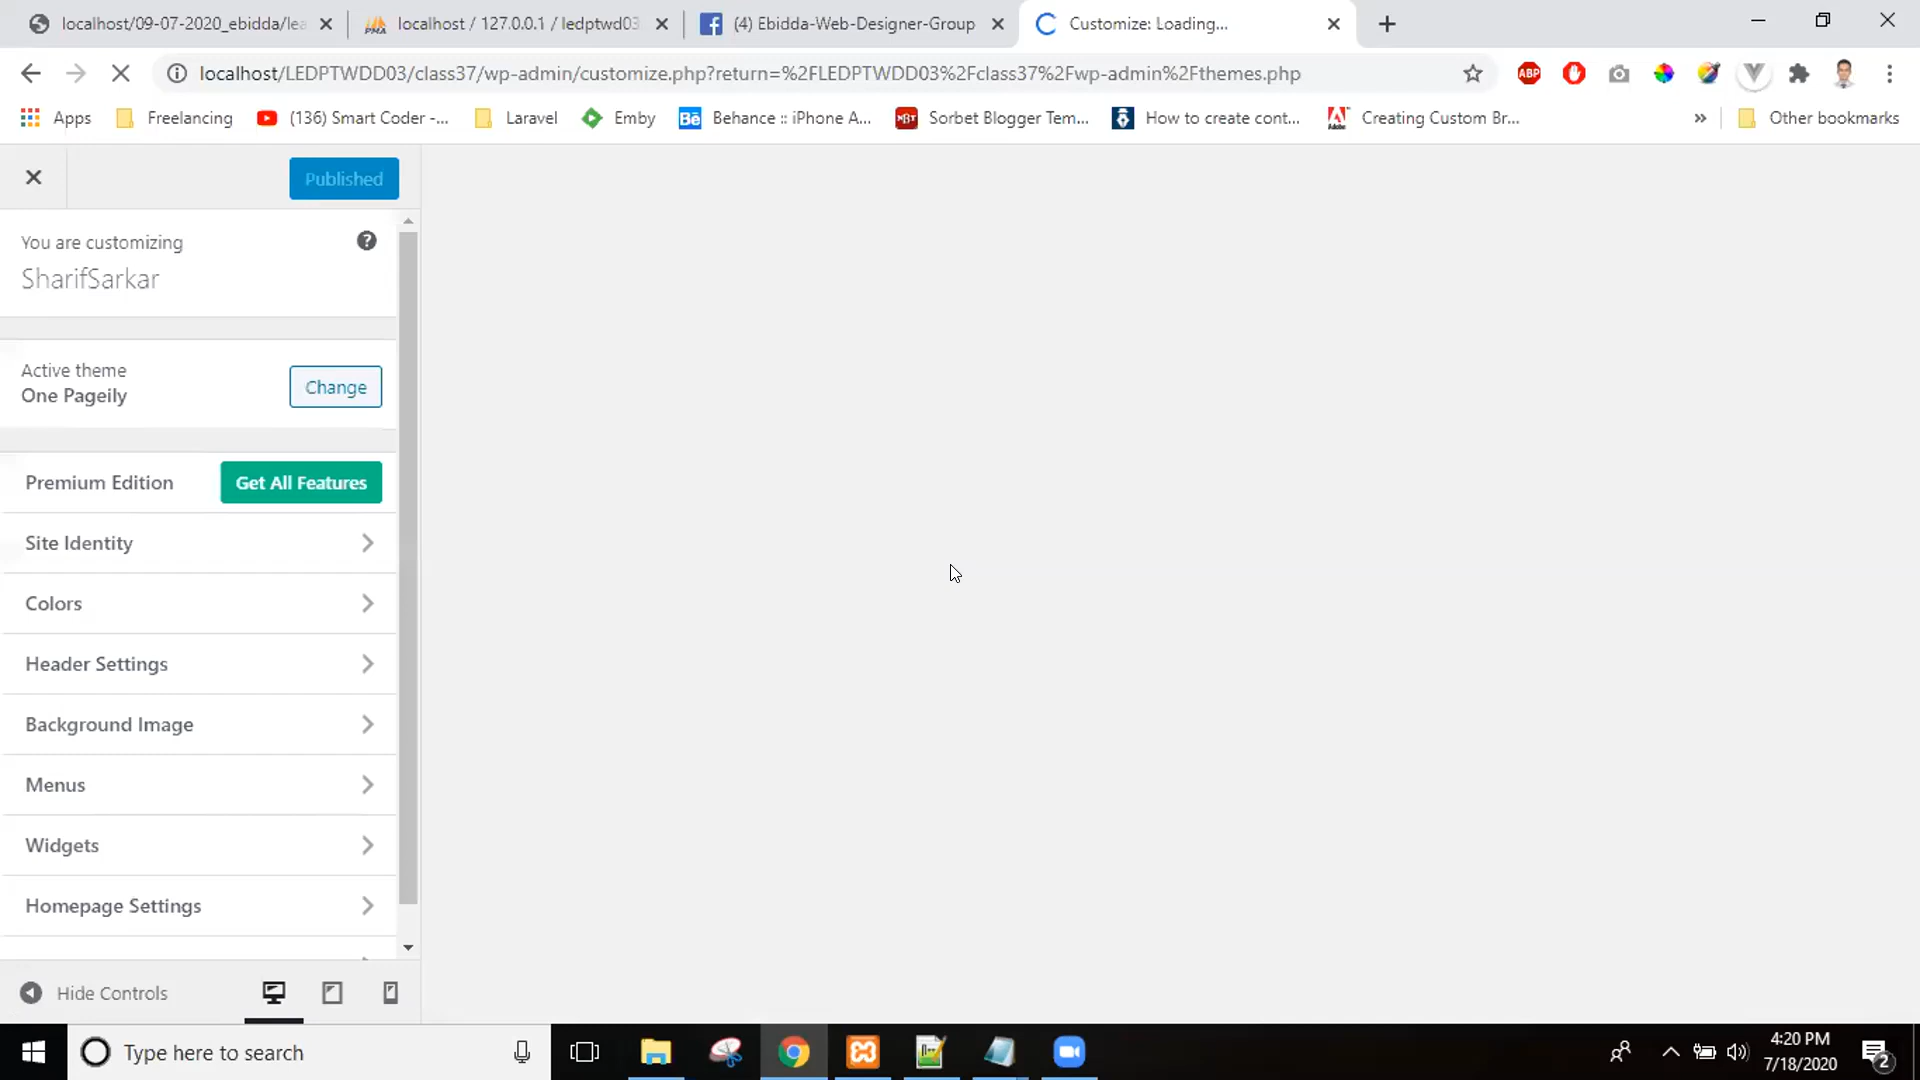 localhost/09-07-2020_ebidda/lea
localhost / 127.0.0.1 / ledptwd03
(4) Ebidda-Web-Designer-Group
Customize: Loading...
localhost/LEDPTWDD03/class37/wp-admin/customize.php?return=%2FLEDPTWDD03%2Fclass37%2Fwp-admin%2Fthemes.php
ABP
Apps
Freelancing
(136) Smart Coder -...
Laravel
Emby
Bē Behance :: iPhone A...
MBT Sorbet Blogger Tem...
How to create cont...
Creating Custom Br...
»
Other bookmarks
Published
You are customizing
SharifSarkar
Active theme
One Pageily
Change
Premium Edition
Get All Features
Site Identity
Colors
Header Settings
Background Image
Menus
Widgets
Homepage Settings
Hide Controls
Type here to search
4:20 PM
7/18/2020
2